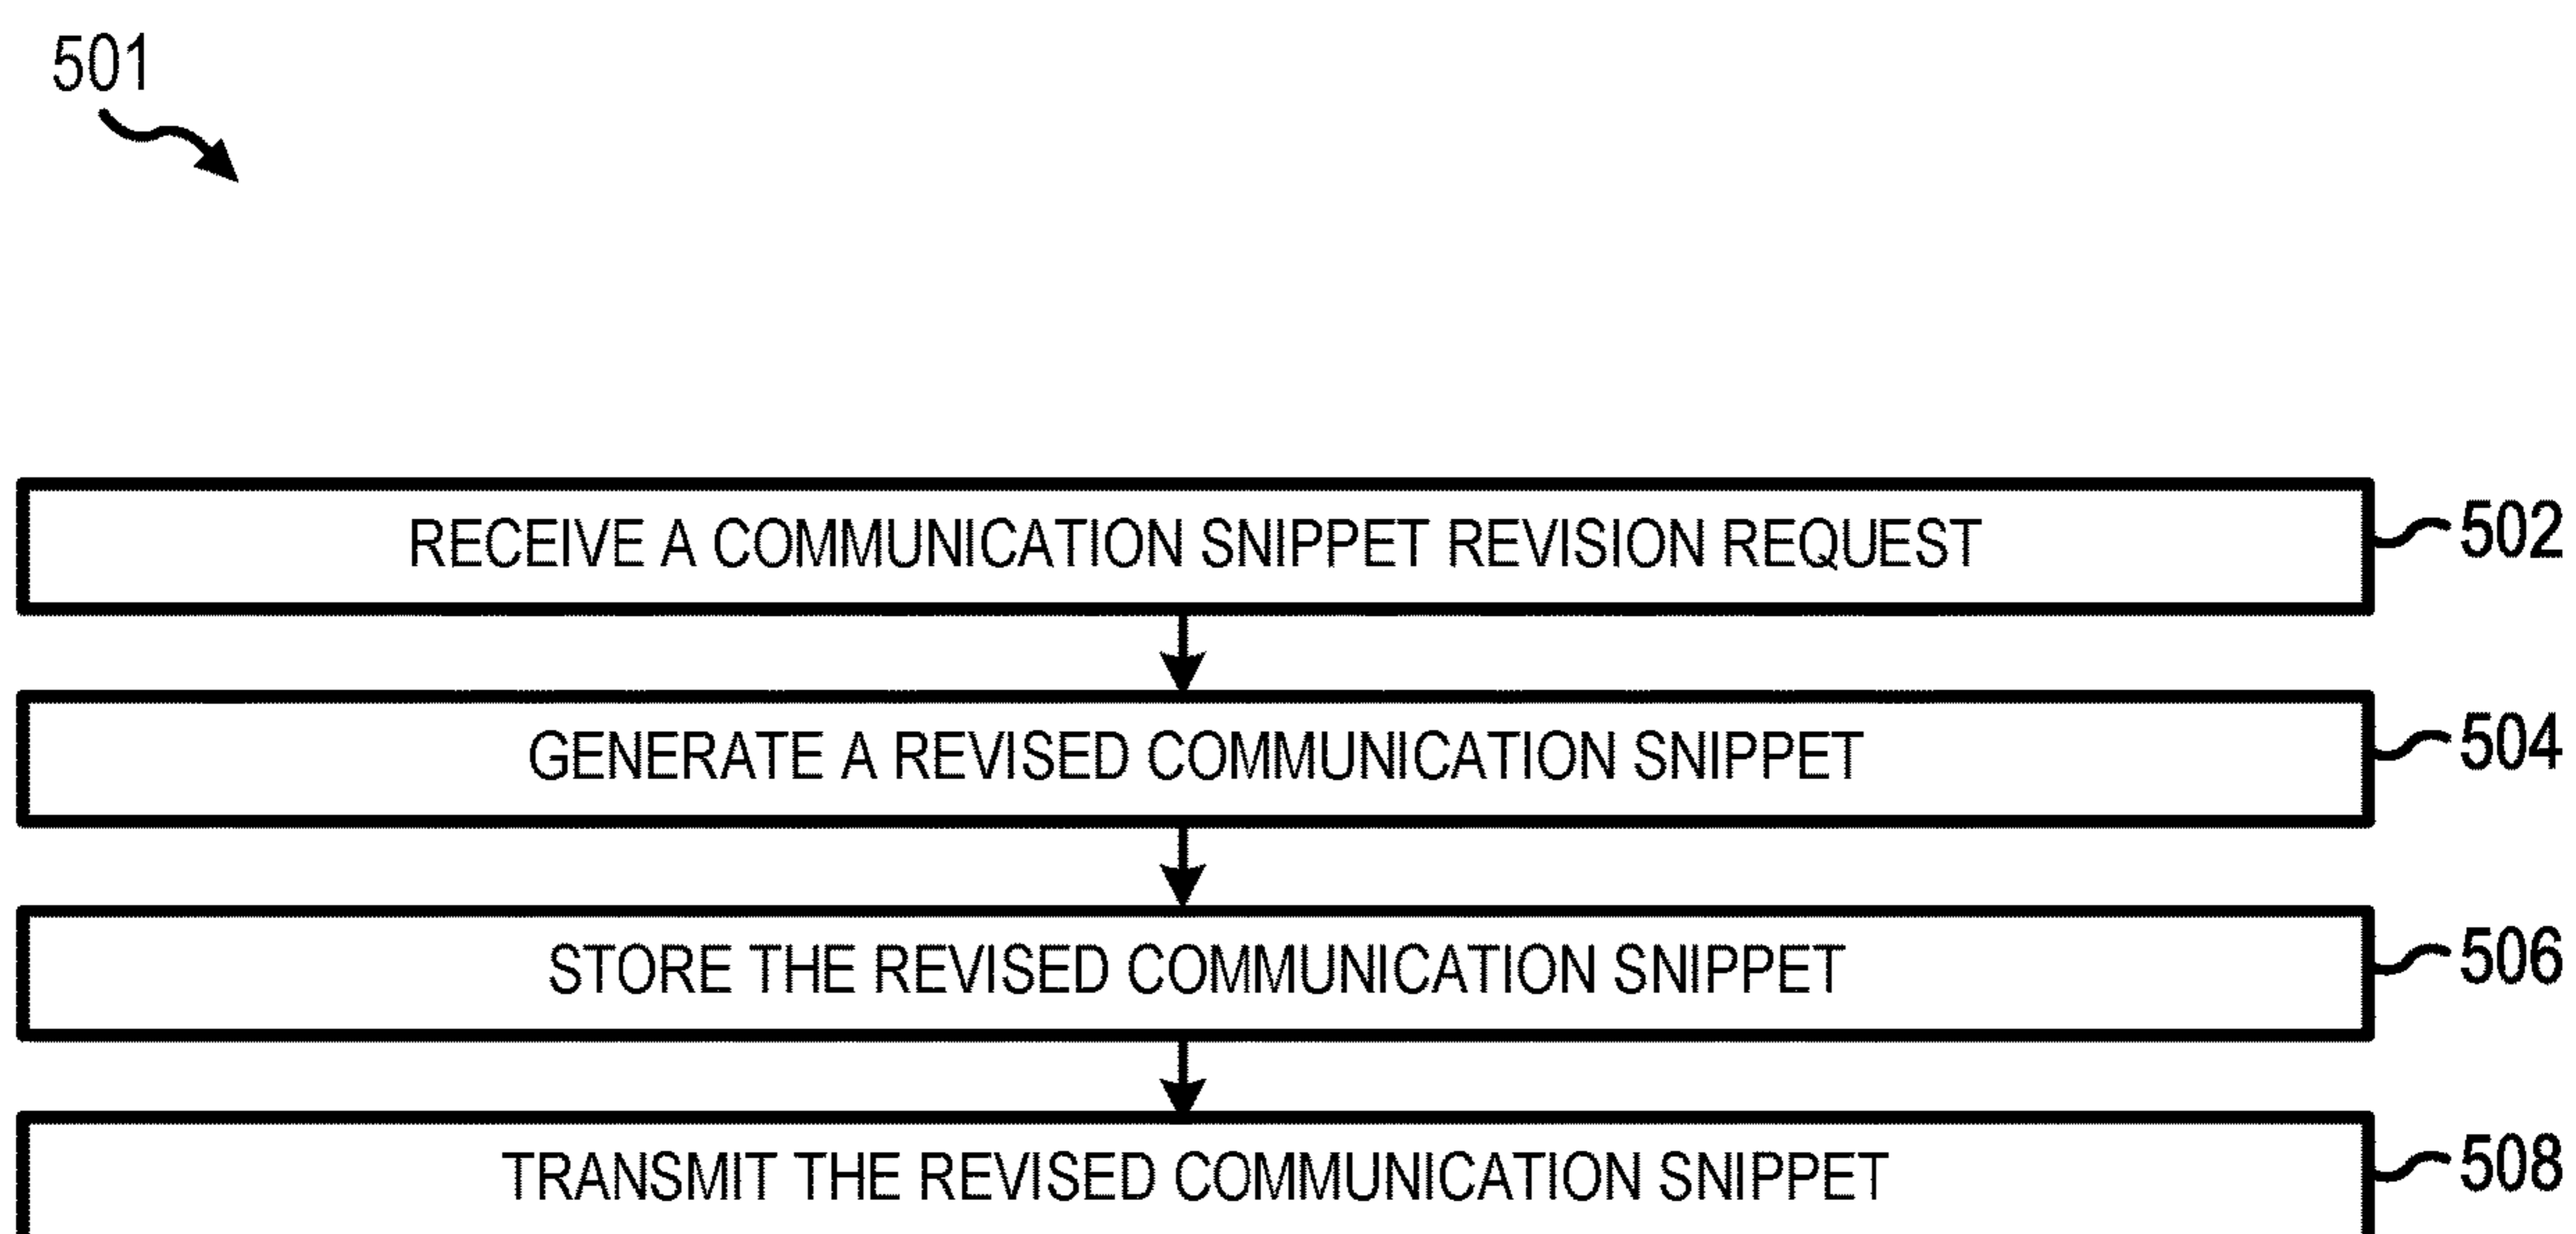 501
RECEIVE A COMMUNICATION SNIPPET REVISION REQUEST
502
GENERATE A REVISED COMMUNICATION SNIPPET
504
STORE THE REVISED COMMUNICATION SNIPPET
506
TRANSMIT THE REVISED COMMUNICATION SNIPPET
508